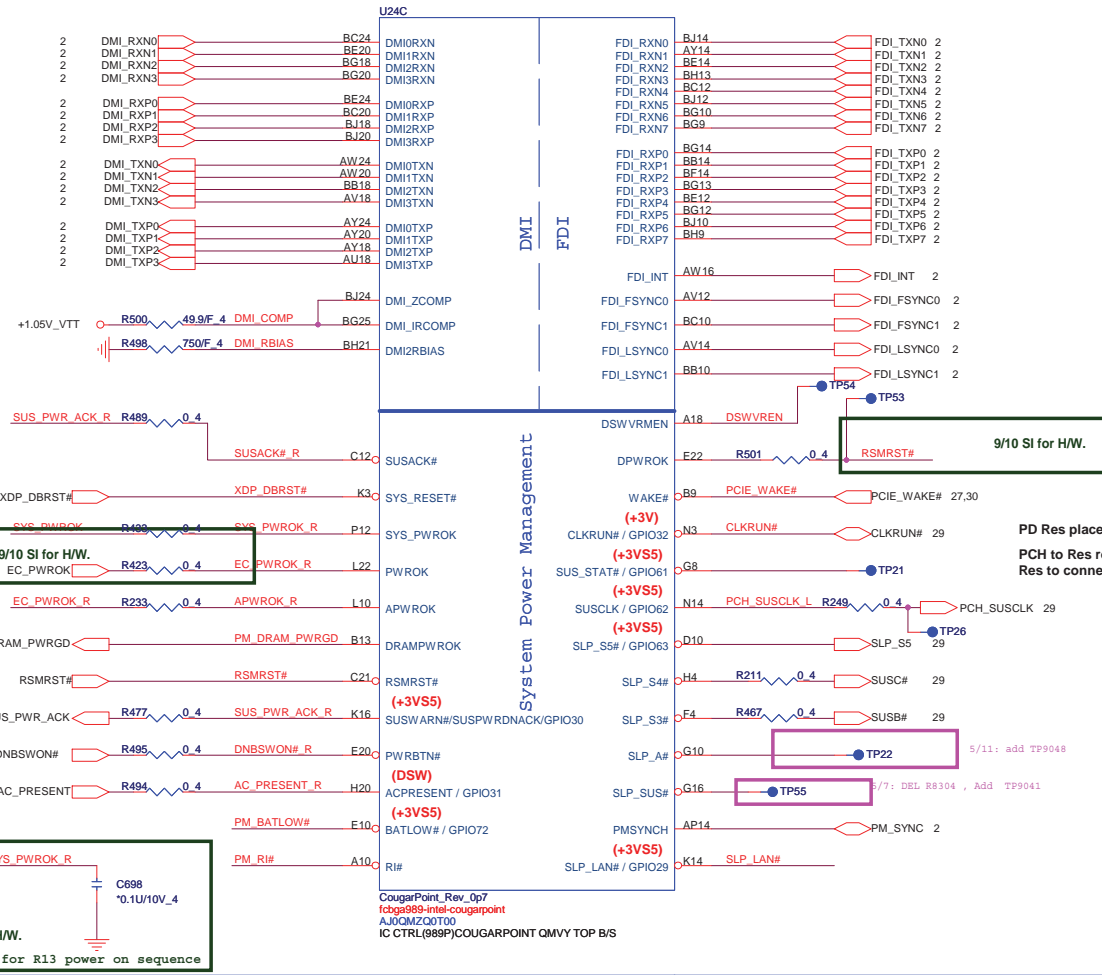 U24C
2 DMI_RXN0 BC24 DMI0RXN FDI_RXN0 BJ14 FDI_TXN0 2
2 DMI_RXN1 BE20 DMI1RXN FDI_RXN1 AY14 FDI_TXN1 2
2 DMI_RXN2 BG18 DMI2RXN FDI_RXN2 BE14 FDI_TXN2 2
2 DMI_RXN3 BG20 DMI3RXN FDI_RXN3 BH13 FDI_TXN3 2
FDI_RXN4 BC12 FDI_TXN4 2
2 DMI_RXP0 BE24 DMI0RXP FDI_RXN5 BJ12 FDI_TXN5 2
2 DMI_RXP1 BC20 DMI1RXP FDI_RXN6 BG10 FDI_TXN6 2
2 DMI_RXP2 BJ18 DMI2RXP FDI_RXN7 BG9 FDI_TXN7 2
2 DMI_RXP3 BJ20 DMI3RXP
FDI_RXP0 BG14 FDI_TXP0 2
2 DMI_TXN0 AW24 DMI0TXN FDI_RXP1 BB14 FDI_TXP1 2
2 DMI_TXN1 AW20 DMI1TXN FDI_RXP2 BF14 FDI_TXP2 2
2 DMI_TXN2 BB18 DMI2TXN FDI_RXP3 BG13 FDI_TXP3 2
2 DMI_TXN3 AV18 DMI3TXN FDI_RXP4 BE12 FDI_TXP4 2
FDI_RXP5 BG12 FDI_TXP5 2
2 DMI_TXP0 AY24 DMI0TXP FDI_RXP6 BJ10 FDI_TXP6 2
2 DMI_TXP1 AY20 DMI1TXP FDI_RXP7 BH9 FDI_TXP7 2
2 DMI_TXP2 AY18 DMI2TXP
2 DMI_TXP3 AU18 DMI3TXP
DMI
FDI
FDI_INT AW16 FDI_INT 2
BJ24 DMI_ZCOMP FDI_FSYNC0 AV12 FDI_FSYNC0 2
+1.05V_VTT R500 49.9/F_4 DMI_COMP BG25 DMI_IRCOMP FDI_FSYNC1 BC10 FDI_FSYNC1 2
R498 750/F_4 DMI_RBIAS BH21 DMI2RBIAS FDI_LSYNC0 AV14 FDI_LSYNC0 2
FDI_LSYNC1 BB10 FDI_LSYNC1 2
TP54
TP53
SUS_PWR_ACK_R R489 0_4 DSWVRMEN A18 DSWVREN
9/10 SI for H/W.
SUSACK#_R C12 SUSACK# DPWROK E22 R501 0_4 RSMRST#
System Power Management
XDP_DBRST# XDP_DBRST# K3 SYS_RESET# WAKE# B9 PCIE_WAKE# PCIE_WAKE# 27,30
(+3V)
SYS_PWROK 0_4 SYS_PWROK_R P12 SYS_PWROK CLKRUN# / GPIO32 N3 CLKRUN# CLKRUN# 29
PD Res place
9/10 SI for H/W.
(+3VS5)
PCH to Res
EC_PWROK R423 0_4 EC_PWROK_R L22 PWROK SUS_STAT# / GPIO61 G8 TP21
Res to conne
(+3VS5)
EC_PWROK_R R233 0_4 APWROK_R L10 APWROK SUSCLK / GPIO62 N14 PCH_SUSCLK_L R249 0_4 PCH_SUSCLK 29
(+3VS5)
TP26
RAM_PWRGD PM_DRAM_PWRGD B13 DRAMPWROK SLP_S5# / GPIO63 D10 SLP_S5 29
RSMRST# RSMRST# C21 RSMRST# SLP_S4# H4 R211 0_4 SUSC# 29
(+3VS5)
US_PWR_ACK R477 0_4 SUS_PWR_ACK_R K16 SUSWARN#/SUSPWRDNACK/GPIO30 SLP_S3# F4 R467 0_4 SUSB# 29
DNBSWON# R495 0_4 DNBSWON#_R E20 PWRBTN# SLP_A# G10 TP22 5/11: add TP9048
(DSW)
AC_PRESENT R494 0_4 AC_PRESENT_R H20 ACPRESENT / GPIO31 SLP_SUS# G16 TP55 5/7: DEL R8304 , Add TP9041
(+3VS5)
PM_BATLOW# E10 BATLOW# / GPIO72 PMSYNCH AP14 PM_SYNC 2
(+3VS5)
YS_PWROK_R PM_RI# A10 RI# SLP_LAN# / GPIO29 K14 SLP_LAN#
C698
*0.1U/10V_4
CougarPoint_Rev_0p7
fcbga989-intel-cougarpoint
AJ0QMZQ0T00
IC CTRL(989P)COUGARPOINT QMVY TOP B/S
H/W.
for R13 power on sequence